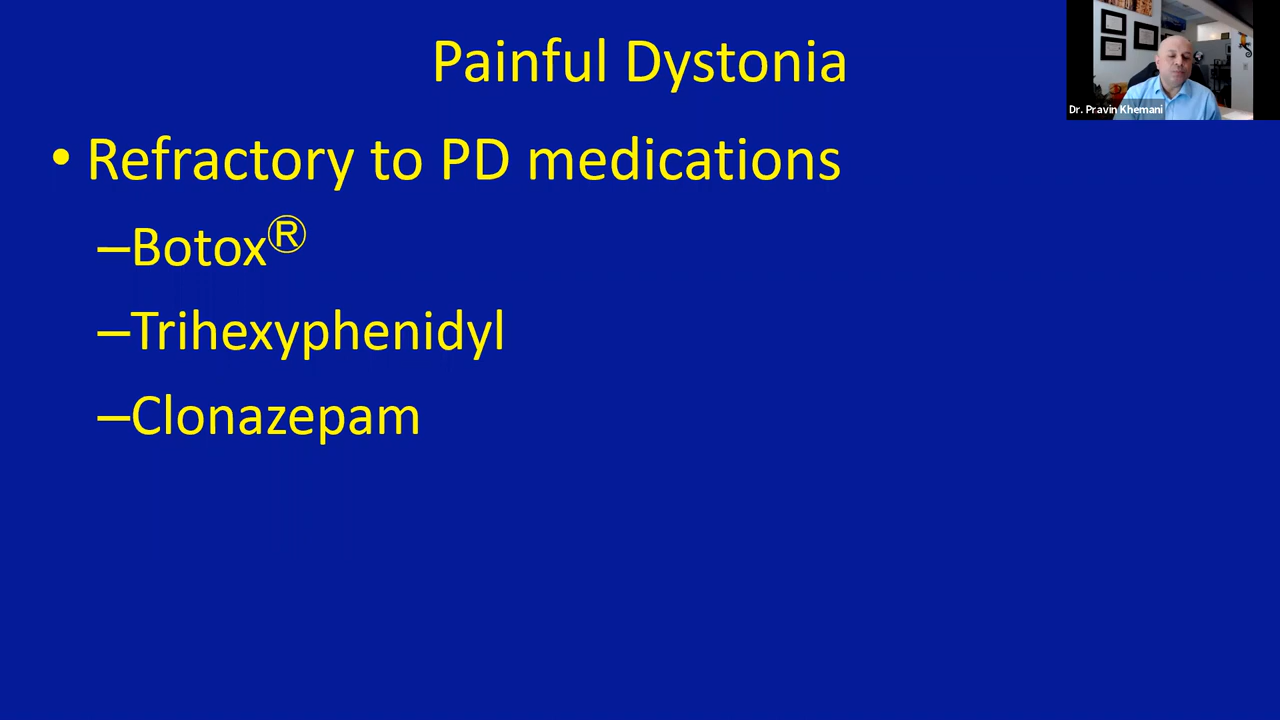 Painful Dystonia
Dr. Pravin Khemani
• Refractory to PD medications
–Botox®
–Trihexyphenidyl
–Clonazepam